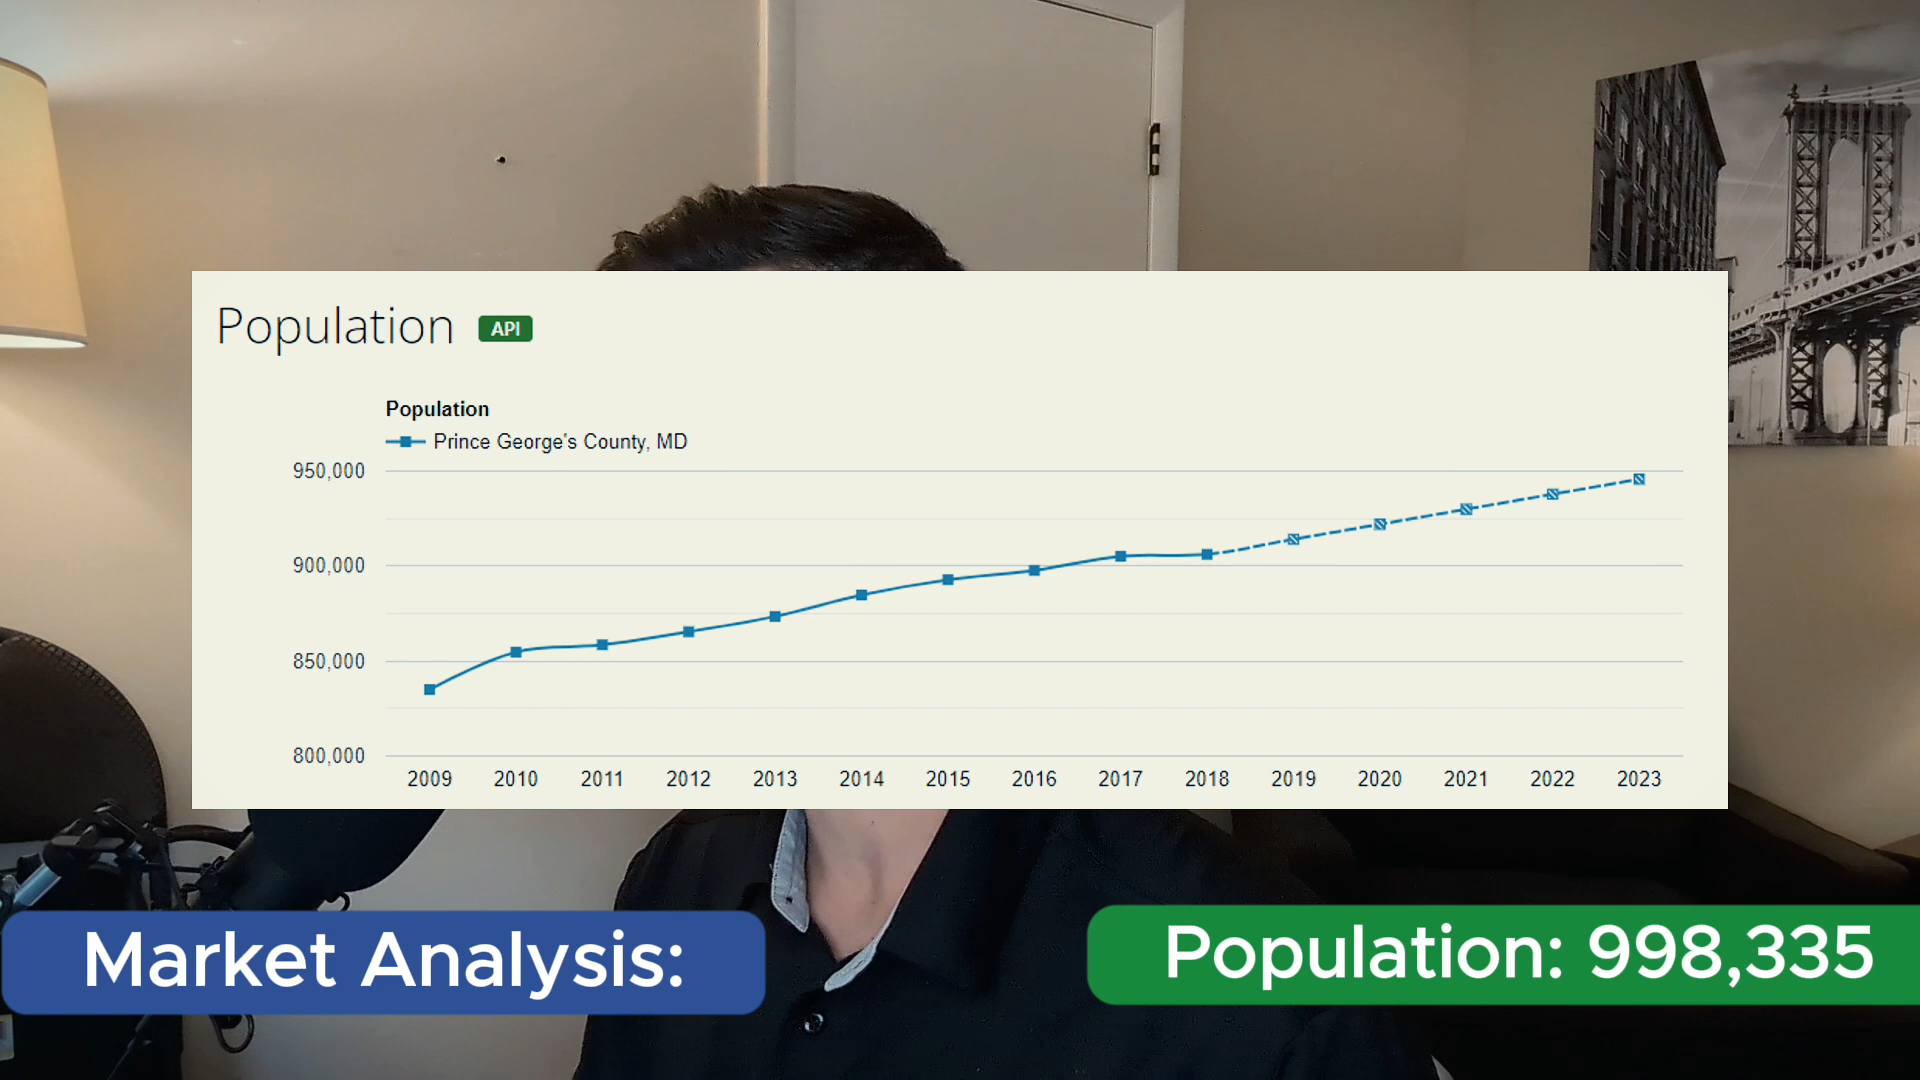 Population API
Population
Prince George's County, MD
950,000
900,000
850,000
800,000
2009 2010 2011 2012 2013 2014 2015 2016 2017 2018 2019 2020 2021 2022 2023
Market Analysis:
Population: 998,335